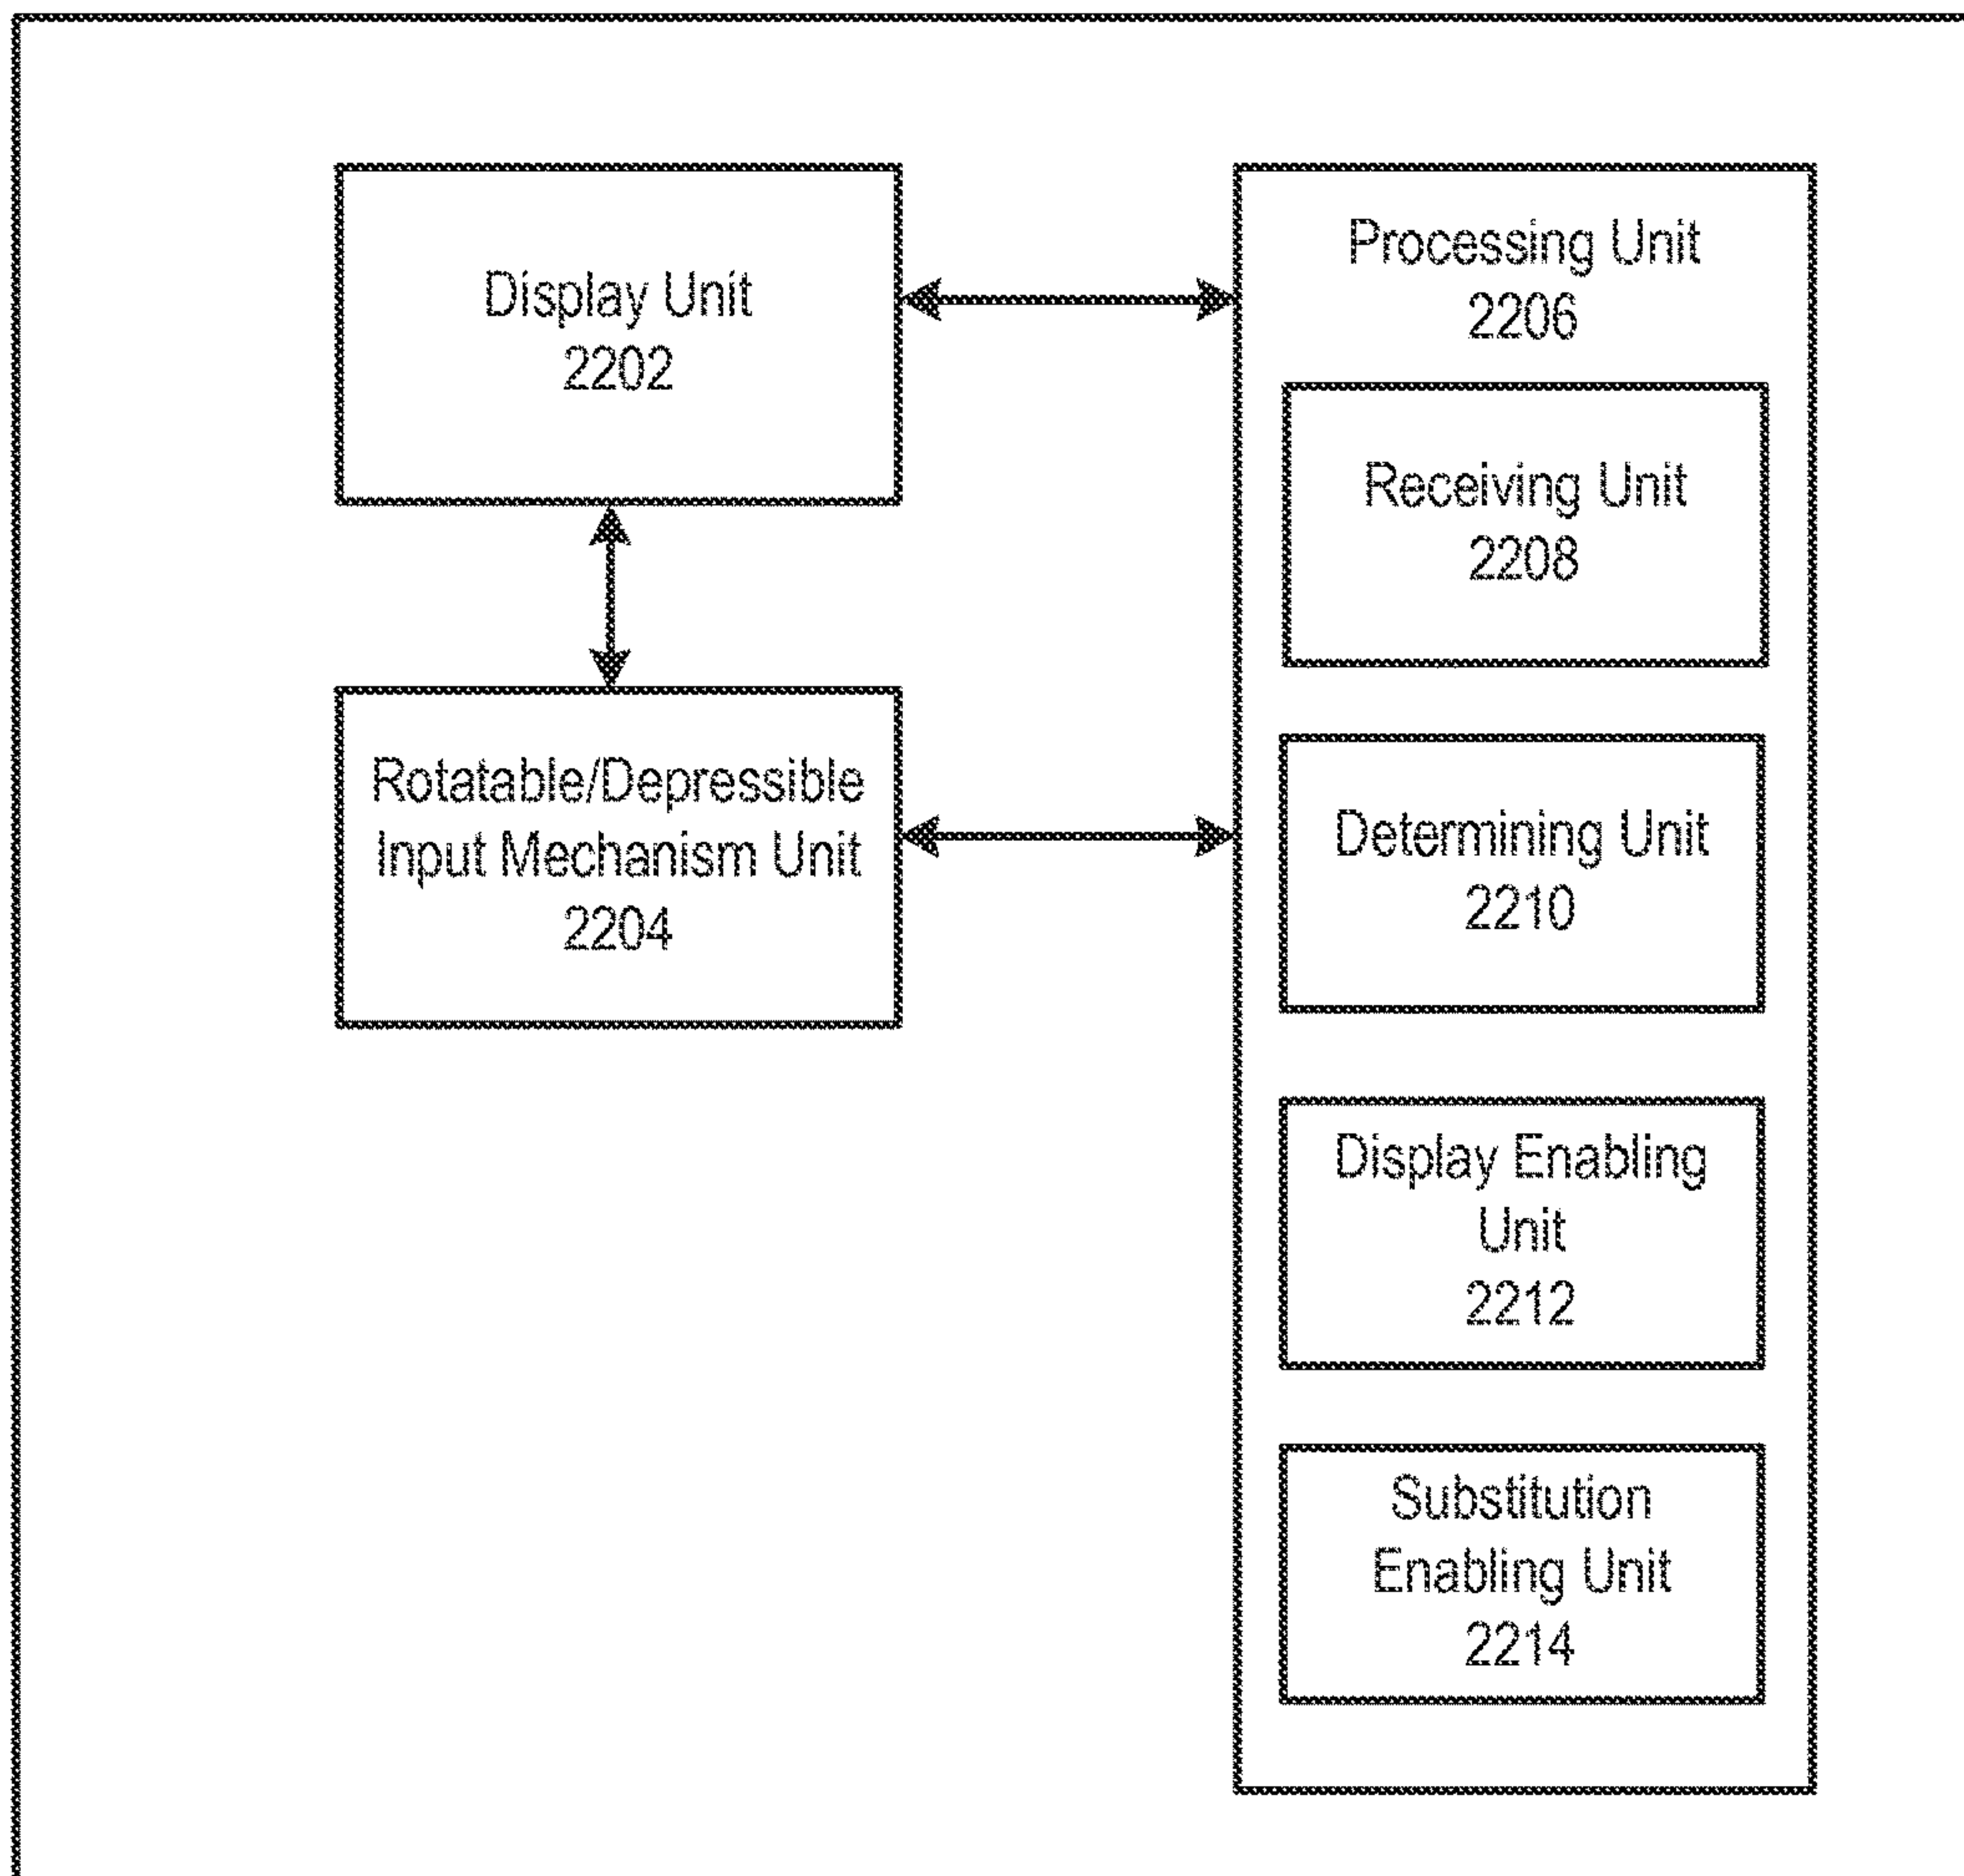 Display Unit
2202
Rotatable/Depressible
Input Mechanism Unit
2204
Processing Unit
2206
Receiving Unit
2208
Determining Unit
2210
Display Enabling
Unit
2212
Substitution
Enabling Unit
2214